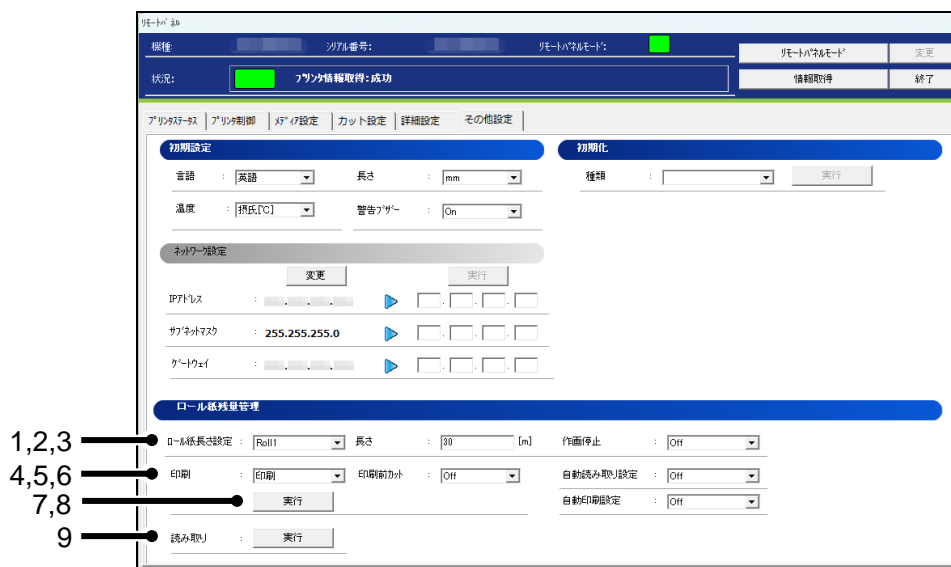 リモートパネル
機種: シリアル番号: リモートパネルモード: リモートパネルモード 変更
状況: プリンタ情報取得:成功 情報取得 終了
プリンタステータス プリンタ制御 メディア設定 カット設定 詳細設定 その他設定
初期設定 初期化
言語 : 英語 長さ : mm 種類 : 実行
温度 : 摂氏[℃] 警告ブザー : On
ネットワーク設定
変更 実行
IPアドレス : . . . . . .
サブネットマスク : 255.255.255.0 . . .
ゲートウェイ : . . . . . .
ロール紙残量管理
1,2,3 ロール紙長さ設定 : Roll1 長さ : 30 [m] 作画停止 : Off
4,5,6 印刷 : 印刷 印刷前カット : Off 自動読み取り設定 : Off
7,8 実行 自動印刷設定 : Off
9 読み取り : 実行